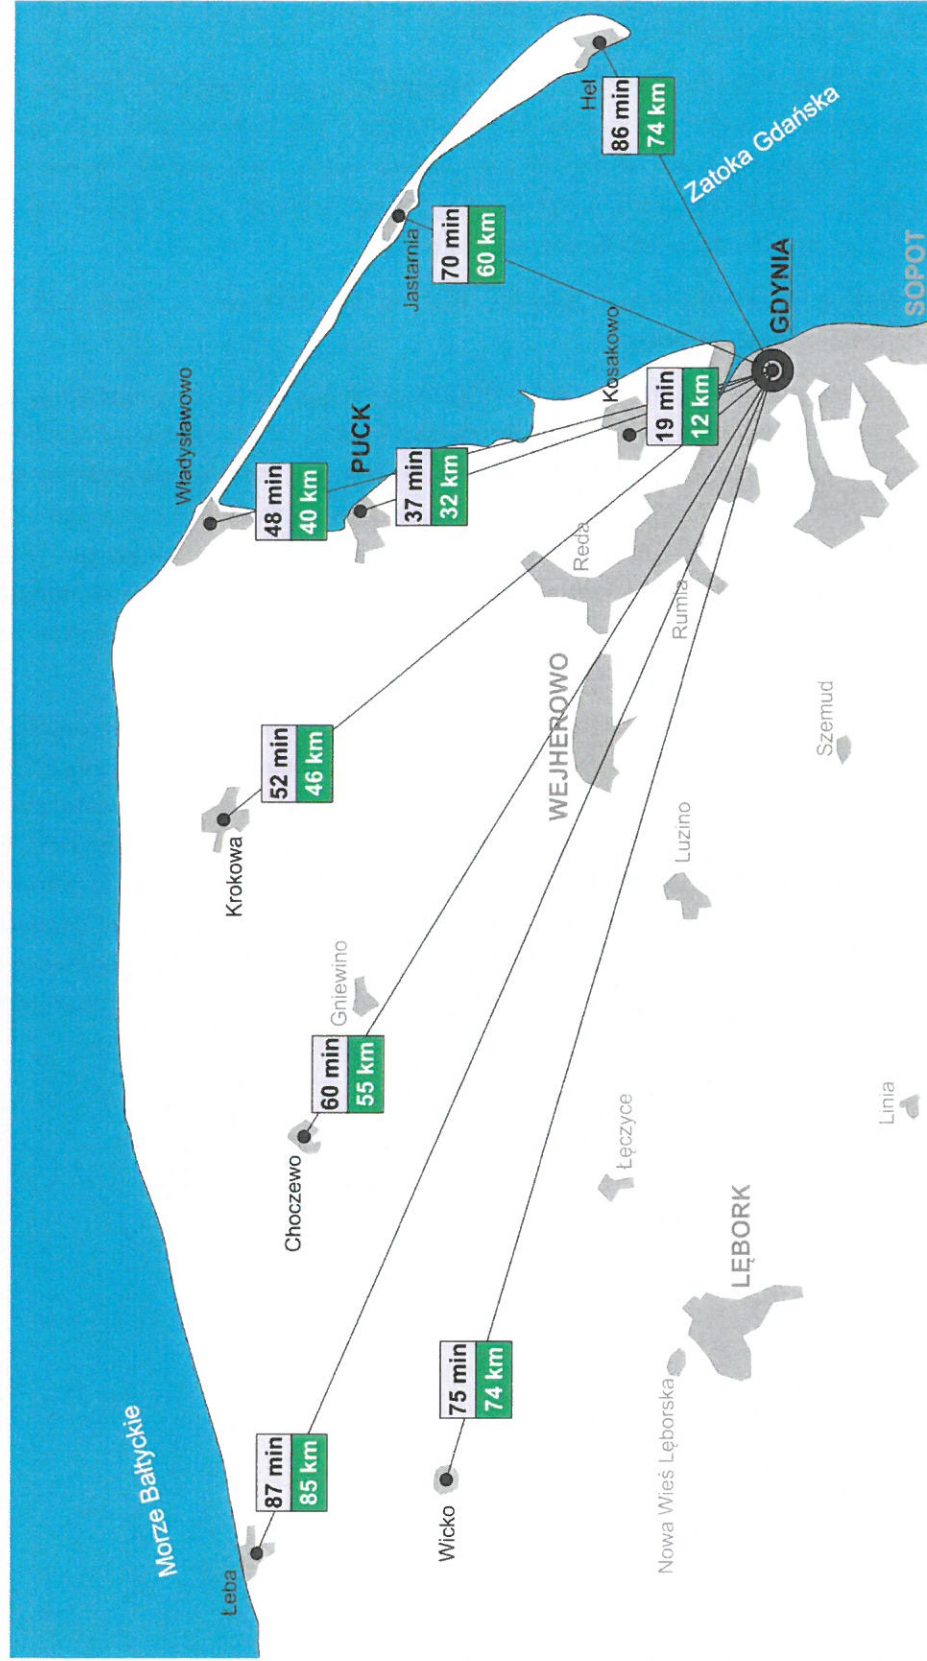 Morze Bałtyckie
Łeba
87 min
85 km
Władysławowo
48 min
40 km
Krokowa
52 min
46 km
Choczewo
60 min
55 km
Gniewino
PUCK
37 min
32 km
Jastarnia
70 min
60 km
Hel
86 min
74 km
Wicko
75 min
74 km
Kosakowo
19 min
12 km
Zatoka Gdańska
Reda
WEJHEROWO
Rumia
Łęczyce
Luzino
GDYNIA
Nowa Wieś Lęborska
LĘBORK
Szemud
Linia
SOPOT